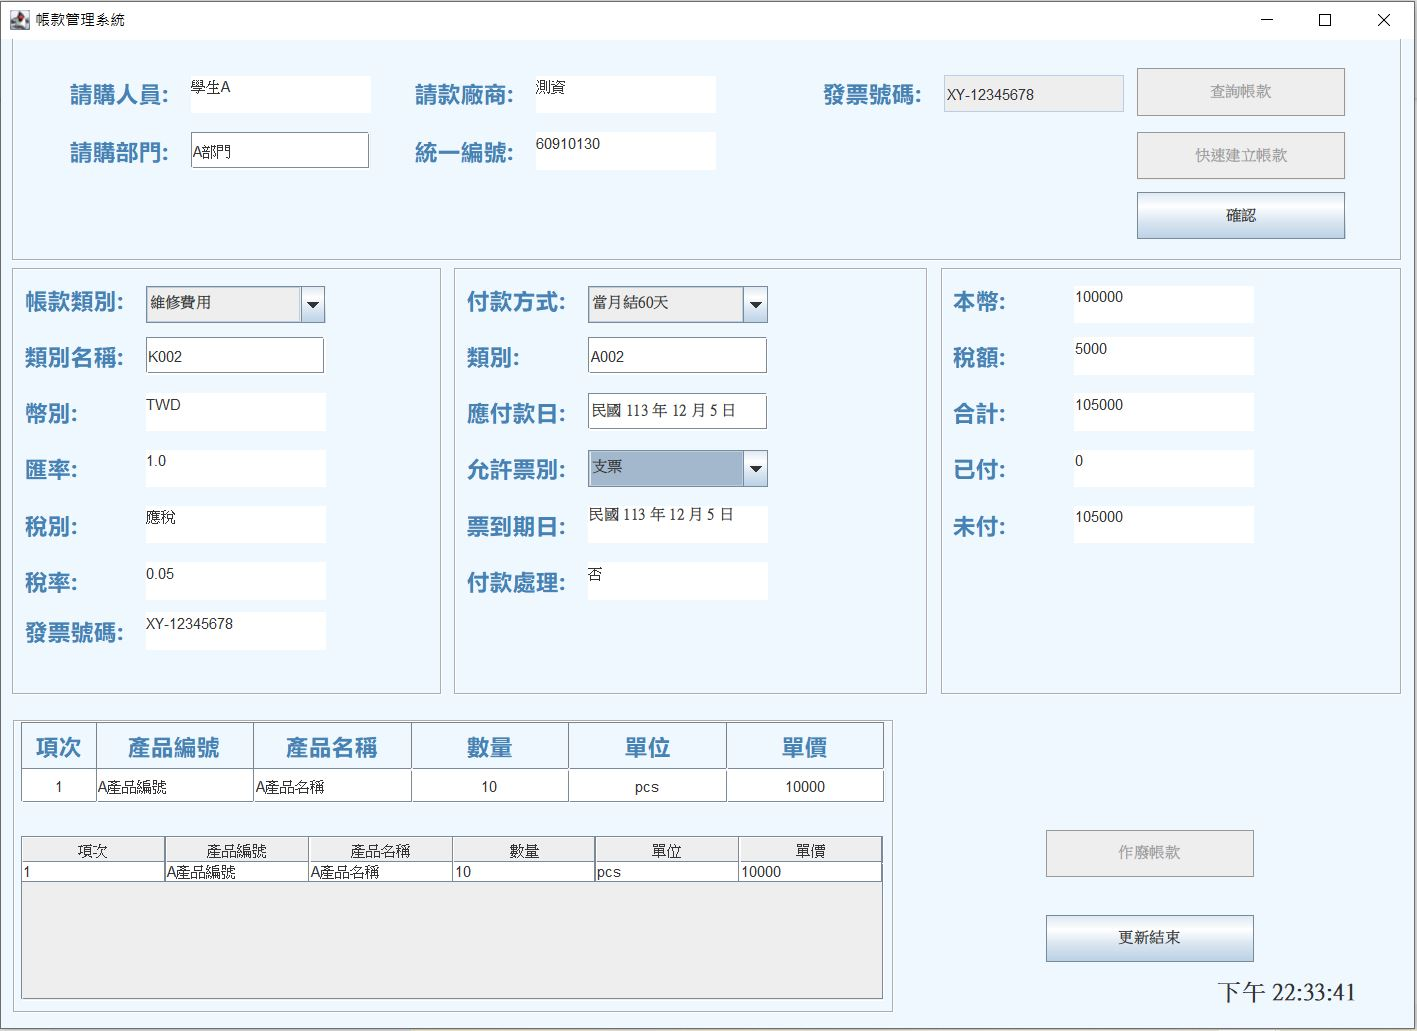 帳款管理系統
請購人員: 學生A 請款廠商: 測資 發票號碼: XY-12345678 查詢帳款
請購部門: A部門 統一編號: 60910130 快速建立帳款
確認
帳款類別: 維修費用
類別名稱: K002
幣別: TWD
匯率: 1.0
稅別: 應稅
稅率: 0.05
發票號碼: XY-12345678
付款方式: 當月結60天
類別: A002
應付款日: 民國 113 年 12 月 5 日
允許票別: 支票
票到期日: 民國 113 年 12 月 5 日
付款處理: 否
本幣: 100000
稅額: 5000
合計: 105000
已付: 0
未付: 105000
項次 產品編號 產品名稱 數量 單位 單價
1 A產品編號 A產品名稱 10 pcs 10000
項次 產品編號 產品名稱 數量 單位 單價
1 A產品編號 A產品名稱 10 pcs 10000
作廢帳款
更新結束
下午 22:33:41